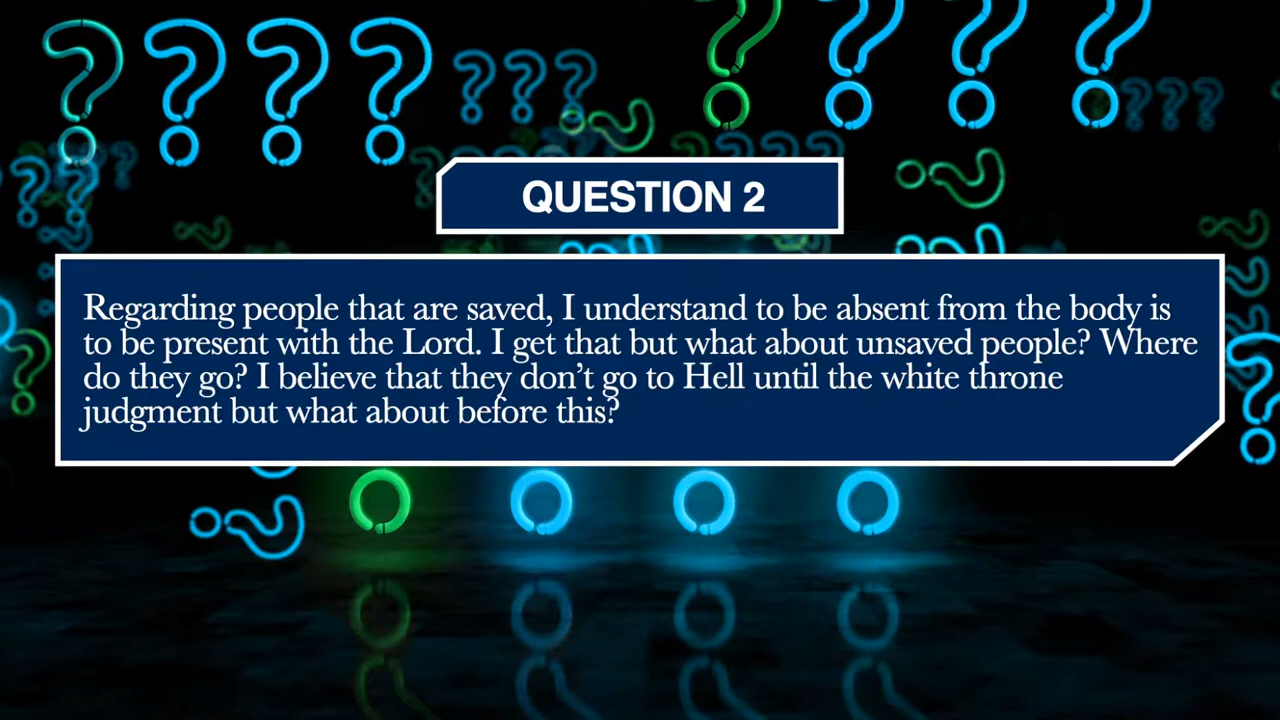 QUESTION 2
Regarding people that are saved, I understand to be absent from the body is
to be present with the Lord. I get that but what about unsaved people? Where
do they go? I believe that they don't go to Hell until the white throne
judgment but what about before this?